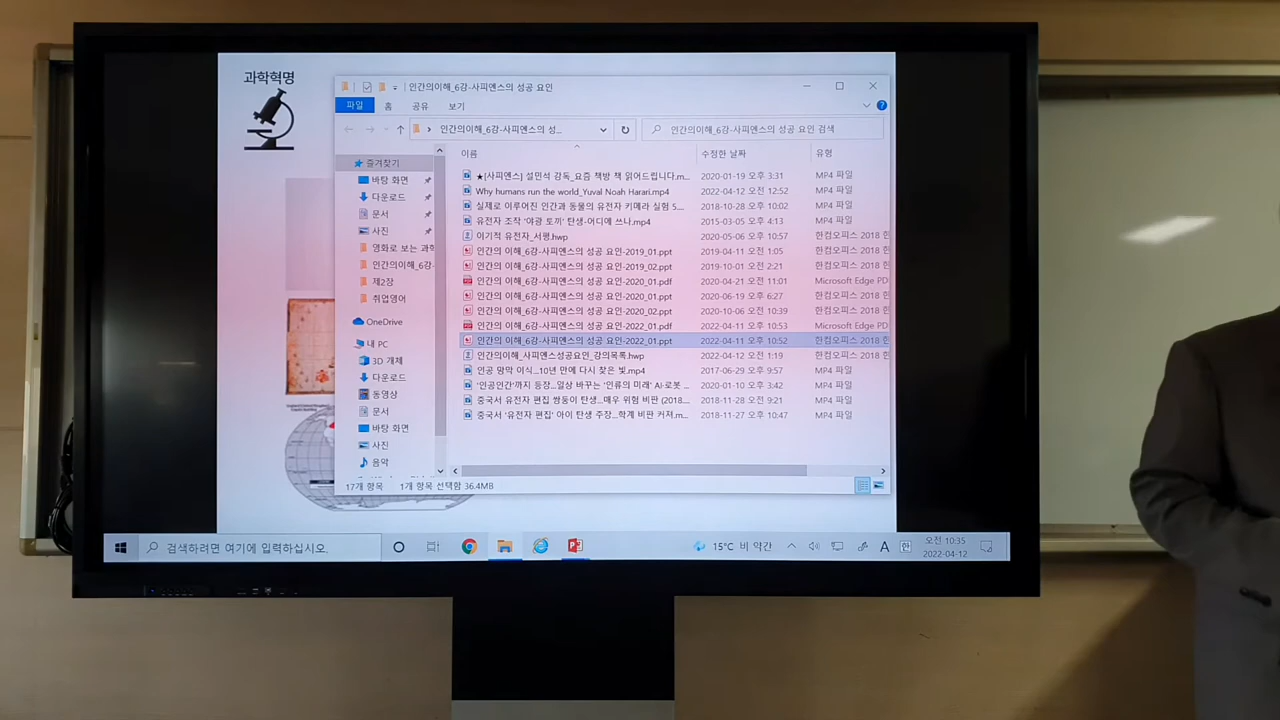 과학혁명
인간의이해_6강-사피엔스의 성공 요인
파일 홈 공유 보기
인간의이해_6강-사피엔스의 성...
인간의이해_6강-사피엔스의 성공 요인 검색
이름 수정한 날짜 유형
★[사피엔스] 설민석 강독_요즘 책방 책 읽어드립니다.m... 2020-01-19 오후 3:31 MP4 파일
Why humans run the world_Yuval Noah Harari.mp4 2022-04-12 오전 12:52 MP4 파일
실제로 이루어진 인간과 동물의 유전자 키메라 실험 5.... 2018-10-28 오후 10:02 MP4 파일
유전자 조작 '야광 토끼' 탄생-어디에 쓰나.mp4 2015-03-05 오후 4:13 MP4 파일
이기적 유전자_서평.hwp 2020-05-06 오후 10:57 한컴오피스 2018 한
인간의 이해_6강-사피엔스의 성공 요인-2019_01.ppt 2019-04-11 오후 1:05 한컴오피스 2018 한
인간의 이해_6강-사피엔스의 성공 요인-2019_02.ppt 2019-10-01 오전 2:21 한컴오피스 2018 한
인간의 이해_6강-사피엔스의 성공 요인-2020_01.pdf 2020-04-21 오전 11:01 Microsoft Edge PD
인간의 이해_6강-사피엔스의 성공 요인-2020_01.ppt 2020-06-19 오후 6:27 한컴오피스 2018 한
인간의 이해_6강-사피엔스의 성공 요인-2020_02.ppt 2020-10-06 오전 10:39 한컴오피스 2018 한
인간의 이해_6강-사피엔스의 성공 요인-2022_01.pdf 2022-04-11 오후 10:53 Microsoft Edge PD
인간의 이해_6강-사피엔스의 성공 요인-2022_01.ppt 2022-04-11 오후 10:52 한컴오피스 2018 한
인간의이해_사피엔스성공요인_강의목록.hwp 2022-04-12 오전 1:19 한컴오피스 2018 한
인공 망막 이식...10년 만에 다시 찾은 빛.mp4 2017-06-29 오후 9:57 MP4 파일
'인공인간'까지 등장...일상 바꾸는 '인류의 미래' AI·로봇 ... 2020-01-10 오후 3:42 MP4 파일
중국서 유전자 편집 쌍둥이 탄생...매우 위험 비판 (2018.... 2018-11-28 오전 9:21 MP4 파일
중국서 '유전자 편집' 아이 탄생 주장...학계 비판 커져.m... 2018-11-27 오후 10:47 MP4 파일
즐겨찾기
바탕 화면
다운로드
문서
사진
영화로 보는 과학
인간의이해_6강-
제2장
취업영어
OneDrive
내 PC
3D 개체
다운로드
동영상
문서
바탕 화면
사진
음악
17개 항목 1개 항목 선택함 36.4MB
검색하려면 여기에 입력하십시오.
15°C 비 약간
A 한
오전 10:35
2022-04-12